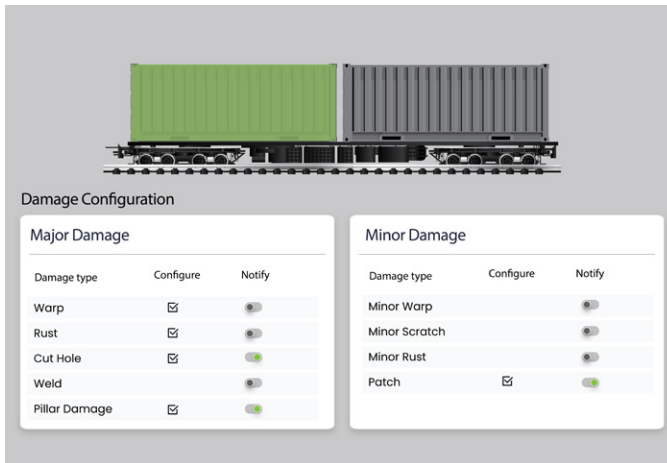 Damage Configuration
Major Damage
Damage type Configure Notify
Warp
Rust
Cut Hole
Weld
Pillar Damage
Minor Damage
Damage type Configure Notify
Minor Warp
Minor Scratch
Minor Rust
Patch